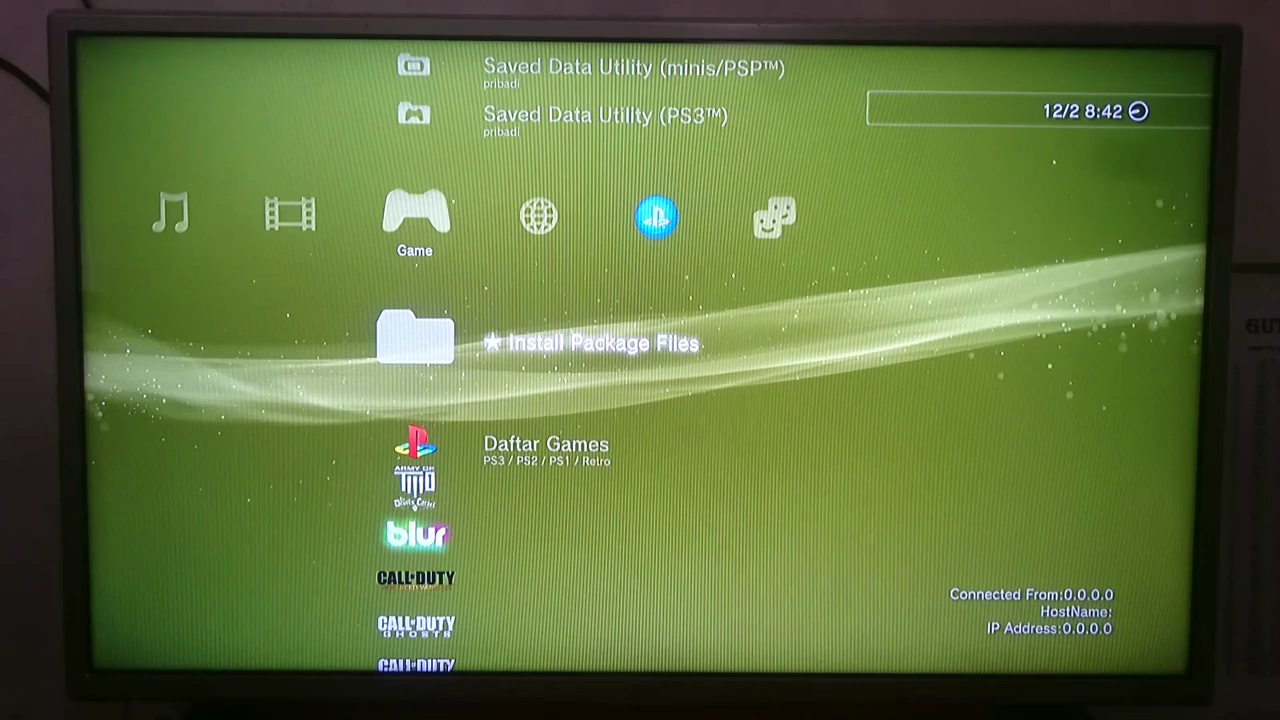 Saved Data Utility (minis/PSP™)
pribadi
Saved Data Utility (PS3™)
pribadi
12/2 8:42
Game
★ Install Package Files
Daftar Games
PS3 / PS2 / PS1 / Retro
ARMY OF
TWO
blur
CALL·DUTY
CALL·DUTY
GHOSTS
CALL·DUTY
Connected From:0.0.0.0
HostName:
IP Address:0.0.0.0